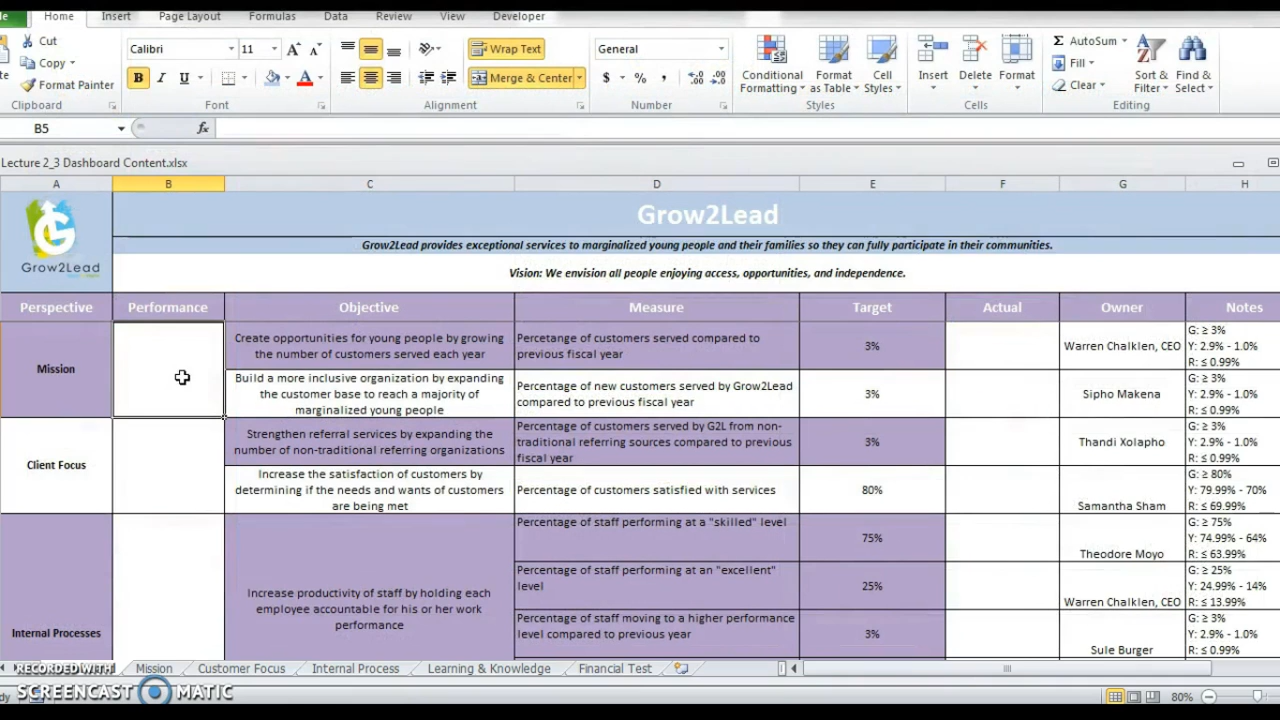 Home Insert Page Layout Formulas Data Review View Developer
Cut Calibri 11 Wrap Text General AutoSum
Copy Fill
Format Painter B I U Merge & Center $ % , Conditional Formatting Format as Table Cell Styles Insert Delete Format Clear Sort & Filter Find & Select
Clipboard Font Alignment Number Styles Cells Editing
B5 fx
Lecture 2_3 Dashboard Content.xlsx
A B C D E F G H
Grow2Lead
Grow2Lead
Grow2Lead provides exceptional services to marginalized young people and their families so they can fully participate in their communities.
Vision: We envision all people enjoying access, opportunities, and independence.
Perspective Performance Objective Measure Target Actual Owner Notes
Mission
Create opportunities for young people by growing
the number of customers served each year
Percetange of customers served compared to
previous fiscal year
3%
Warren Chalklen, CEO
G: ≥ 3%
Y: 2.9% - 1.0%
R: ≤ 0.99%
Build a more inclusive organization by expanding
the customer base to reach a majority of
marginalized young people
Percentage of new customers served by Grow2Lead
compared to previous fiscal year
3%
Sipho Makena
G: ≥ 3%
Y: 2.9% - 1.0%
R: ≤ 0.99%
Client Focus
Strengthen referral services by expanding the
number of non-traditional referring organizations
Percentage of customers served by G2L from non-
traditional referring sources compared to previous
fiscal year
3%
Thandi Xolapho
G: ≥ 3%
Y: 2.9% - 1.0%
R: ≤ 0.99%
Increase the satisfaction of customers by
determining if the needs and wants of customers
are being met
Percentage of customers satisfied with services
80%
Samantha Sham
G: ≥ 80%
Y: 79.99% - 70%
R: ≤ 69.99%
Internal Processes
Increase productivity of staff by holding each
employee accountable for his or her work
performance
Percentage of staff performing at a "skilled" level
75%
Theodore Moyo
G: ≥ 75%
Y: 74.99% - 64%
R: ≤ 63.99%
Percentage of staff performing at an "excellent"
level
25%
Warren Chalklen, CEO
G: ≥ 25%
Y: 24.99% - 14%
R: ≤ 13.99%
Percentage of staff moving to a higher performance
level compared to previous year
3%
Sule Burger
G: ≥ 3%
Y: 2.9% - 1.0%
Mission Customer Focus Internal Process Learning & Knowledge Financial Test
RECORDED WITH
SCREENCAST MATIC
80%